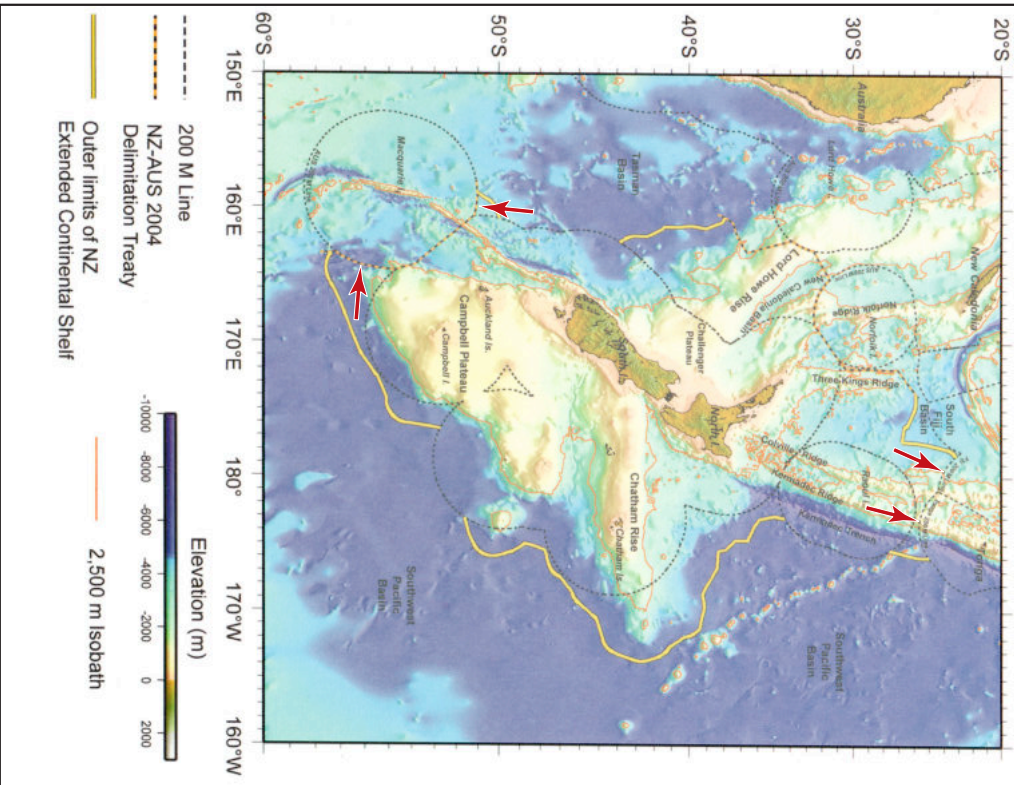 20°S
30°S
40°S
50°S
60°S
150°E
160°E
170°E
180°
170°W
160°W
Australia
Lord Howe
Tasman
Basin
Macquarie
Lord Howe Rise
New Caledonia Basin
New Caledonia
Norfolk Ridge
Norfolk
Challenger
Plateau
Three Kings Ridge
South
Fiji
Basin
North I.
South Is.
Auckland Is.
Campbell Plateau
Campbell I.
Colville Ridge
Kermadec Ridge
Raoul I.
Kermadec Trench
Tonga
Chatham Rise
Chatham Is.
Southwest
Pacific
Basin
Southwest
Pacific
Basin
200 M Line
NZ-AUS 2004
Delimitation Treaty
Outer limits of NZ
Extended Continental Shelf
Elevation (m)
-10000
-8000
-6000
-4000
-2000
0
2000
2,500 m Isobath